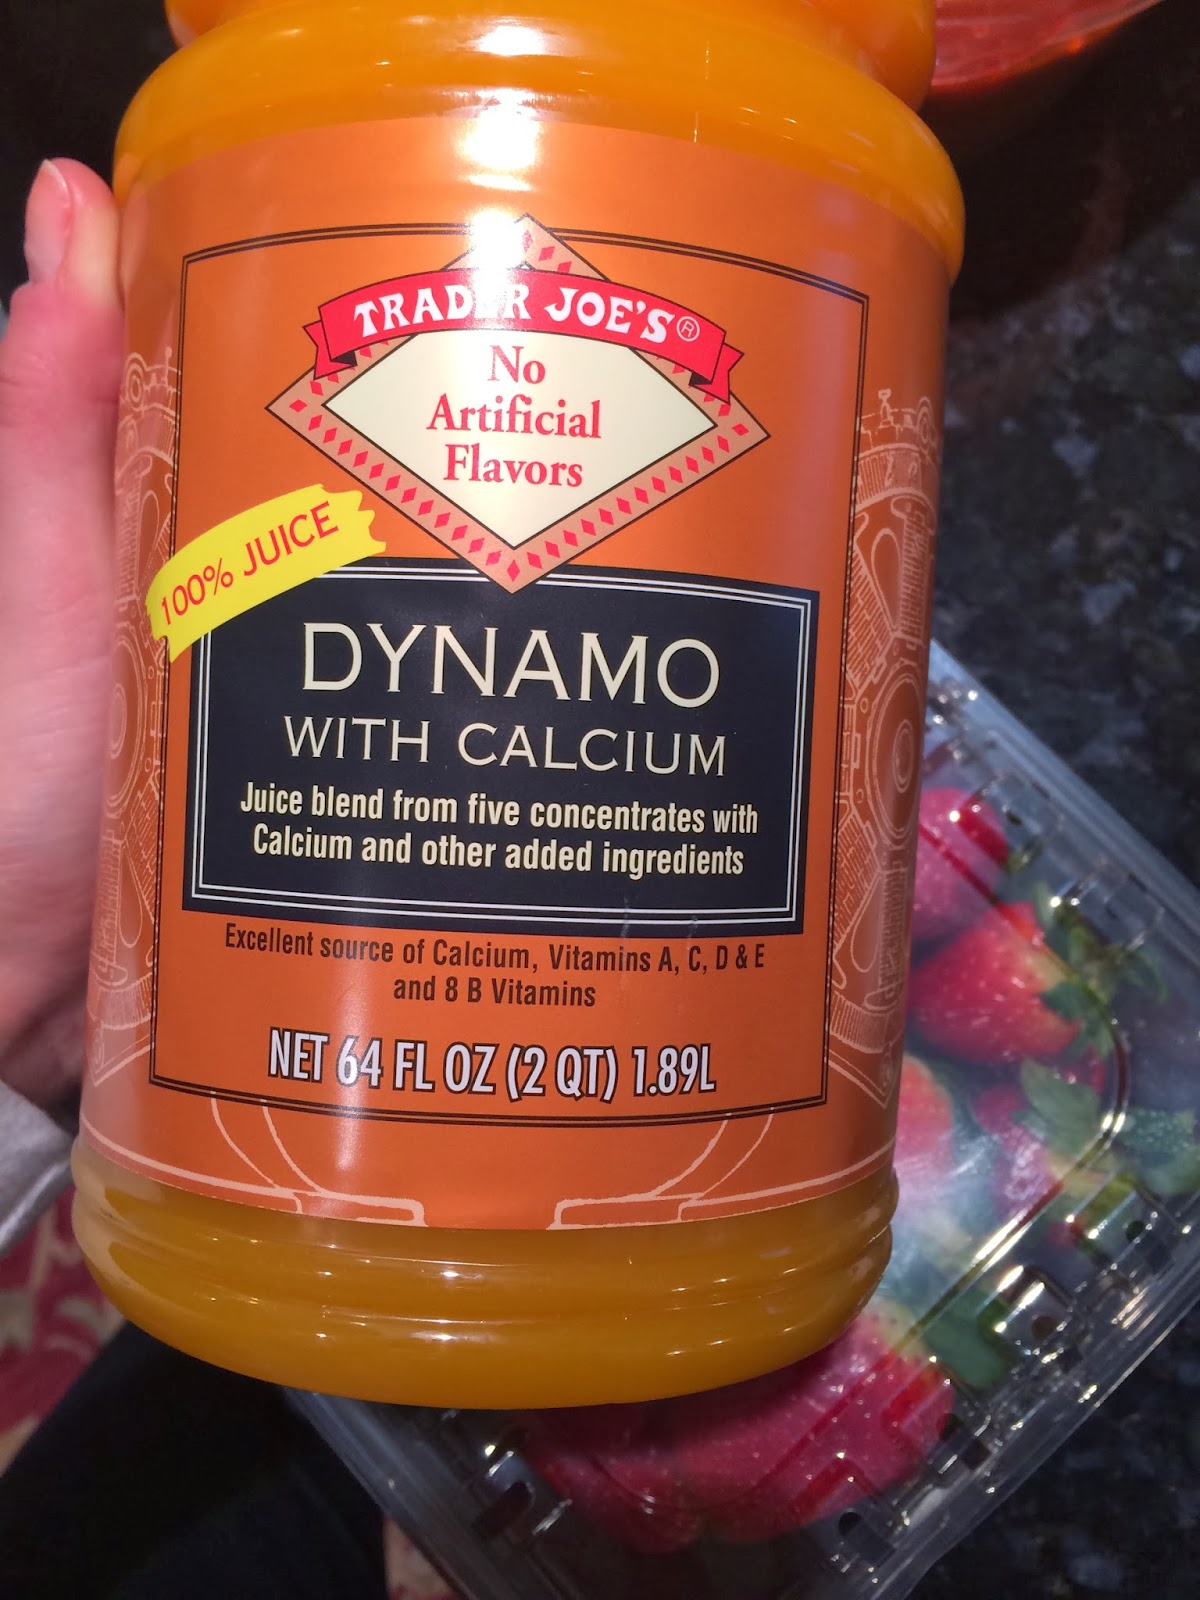 TRADER JOE'S®
No
Artificial
Flavors
100% JUICE
DYNAMO
WITH CALCIUM
Juice blend from five concentrates with
Calcium and other added ingredients
Excellent source of Calcium, Vitamins A, C, D & E
and 8 B Vitamins
NET 64 FL OZ (2 QT) 1.89L